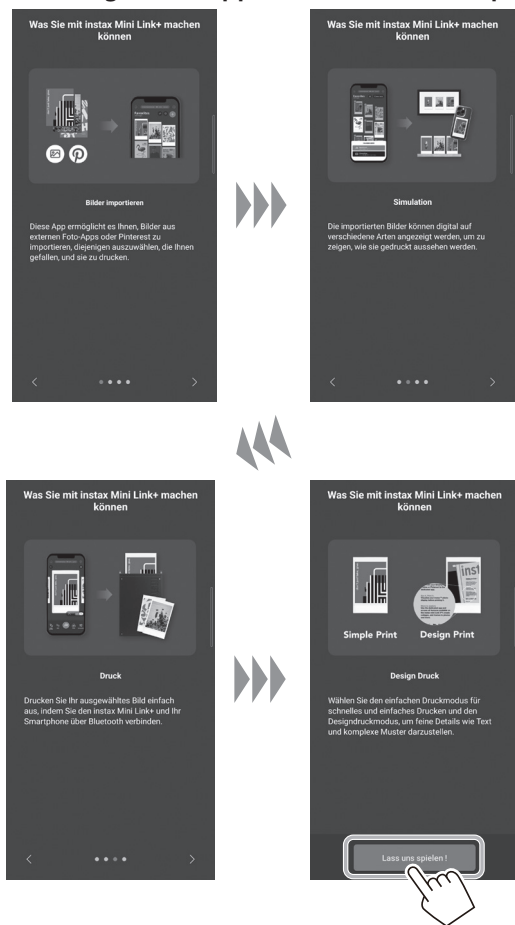 Was Sie mit instax Mini Link+ machen
können
Bilder importieren
Diese App ermöglicht es Ihnen, Bilder aus
externen Foto-Apps oder Pinterest zu
importieren, diejenigen auszuwählen, die Ihnen
gefallen, und sie zu drucken.
Was Sie mit instax Mini Link+ machen
können
Simulation
Die importierten Bilder können digital auf
verschiedene Arten angezeigt werden, um zu
zeigen, wie sie gedruckt aussehen werden.
Was Sie mit instax Mini Link+ machen
können
Druck
Drucken Sie Ihr ausgewähltes Bild einfach
aus, indem Sie den instax Mini Link+ und Ihr
Smartphone über Bluetooth verbinden.
Was Sie mit instax Mini Link+ machen
können
Simple Print
Design Print
Design Druck
Wählen Sie den einfachen Druckmodus für
schnelles und einfaches Drucken und den
Designdruckmodus, um feine Details wie Text
und komplexe Muster darzustellen.
Lass uns spielen !